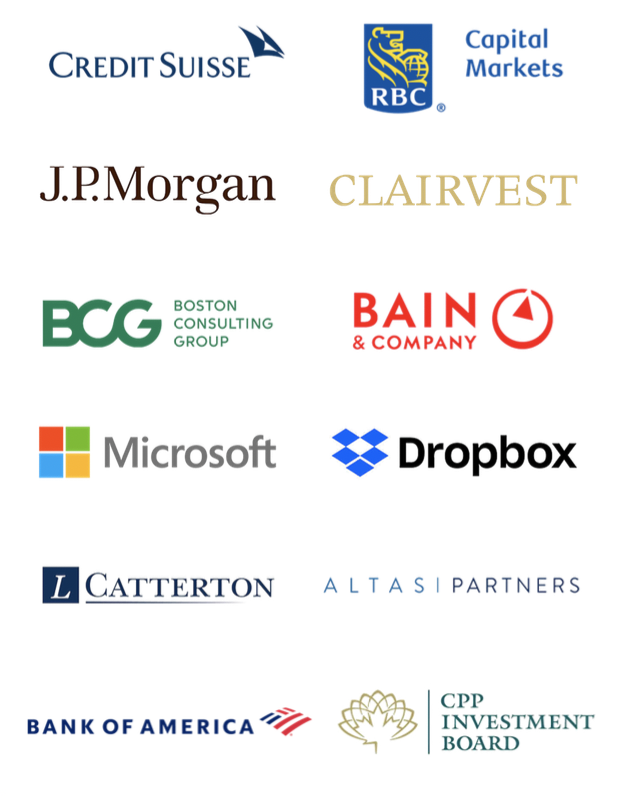 CREDIT SUISSE
RBC ®
Capital
Markets
J.P.Morgan
CLAIRVEST
BCG
BOSTON
CONSULTING
GROUP
BAIN
& COMPANY
Microsoft
Dropbox
L CATTERTON
ALTAS | PARTNERS
BANK OF AMERICA
CPP
INVESTMENT
BOARD